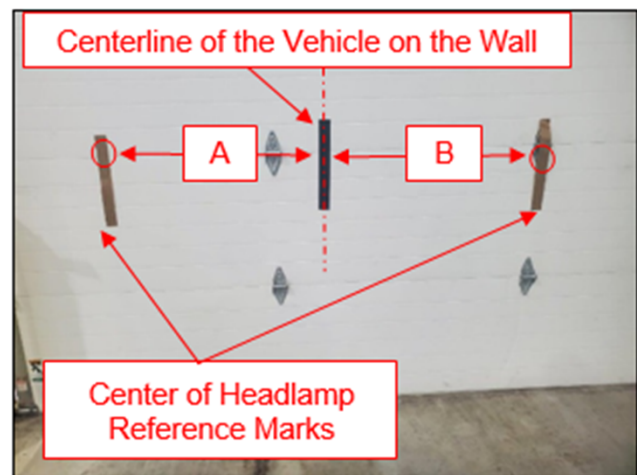 Centerline of the Vehicle on the Wall
A
B
Center of Headlamp
Reference Marks